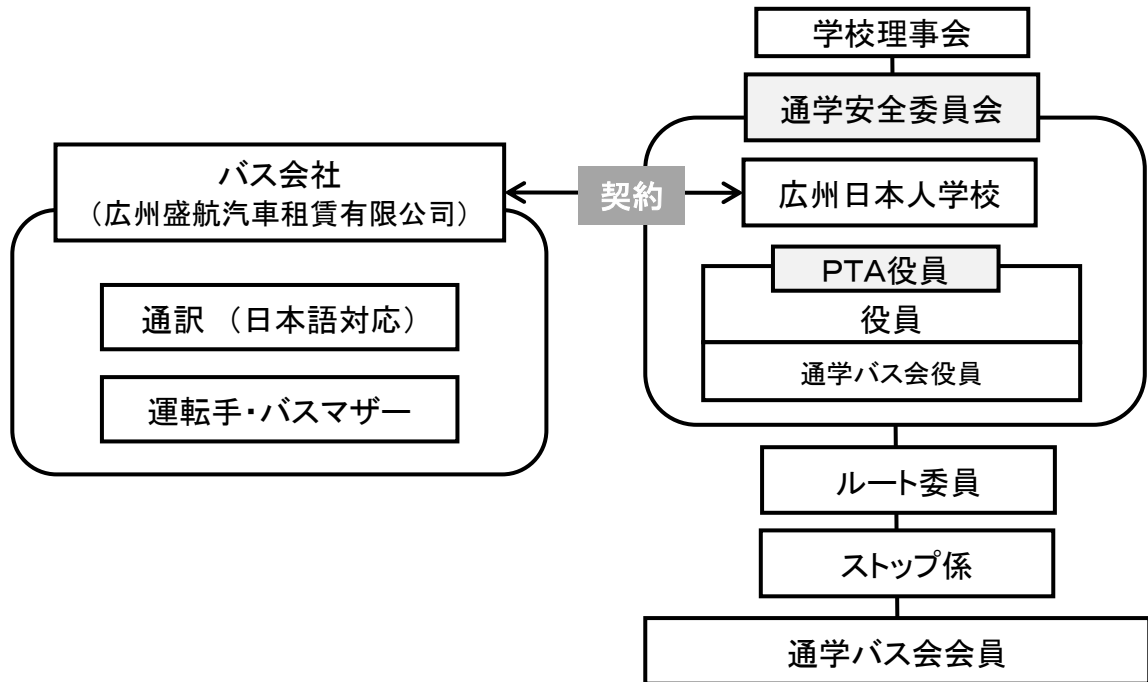 学校理事会
通学安全委員会
バス会社
（広州盛航汽車租賃有限公司）
契約
広州日本人学校
通訳 （日本語対応）
運転手・バスマザー
PTA役員
役員
通学バス会役員
ルート委員
ストップ係
通学バス会会員